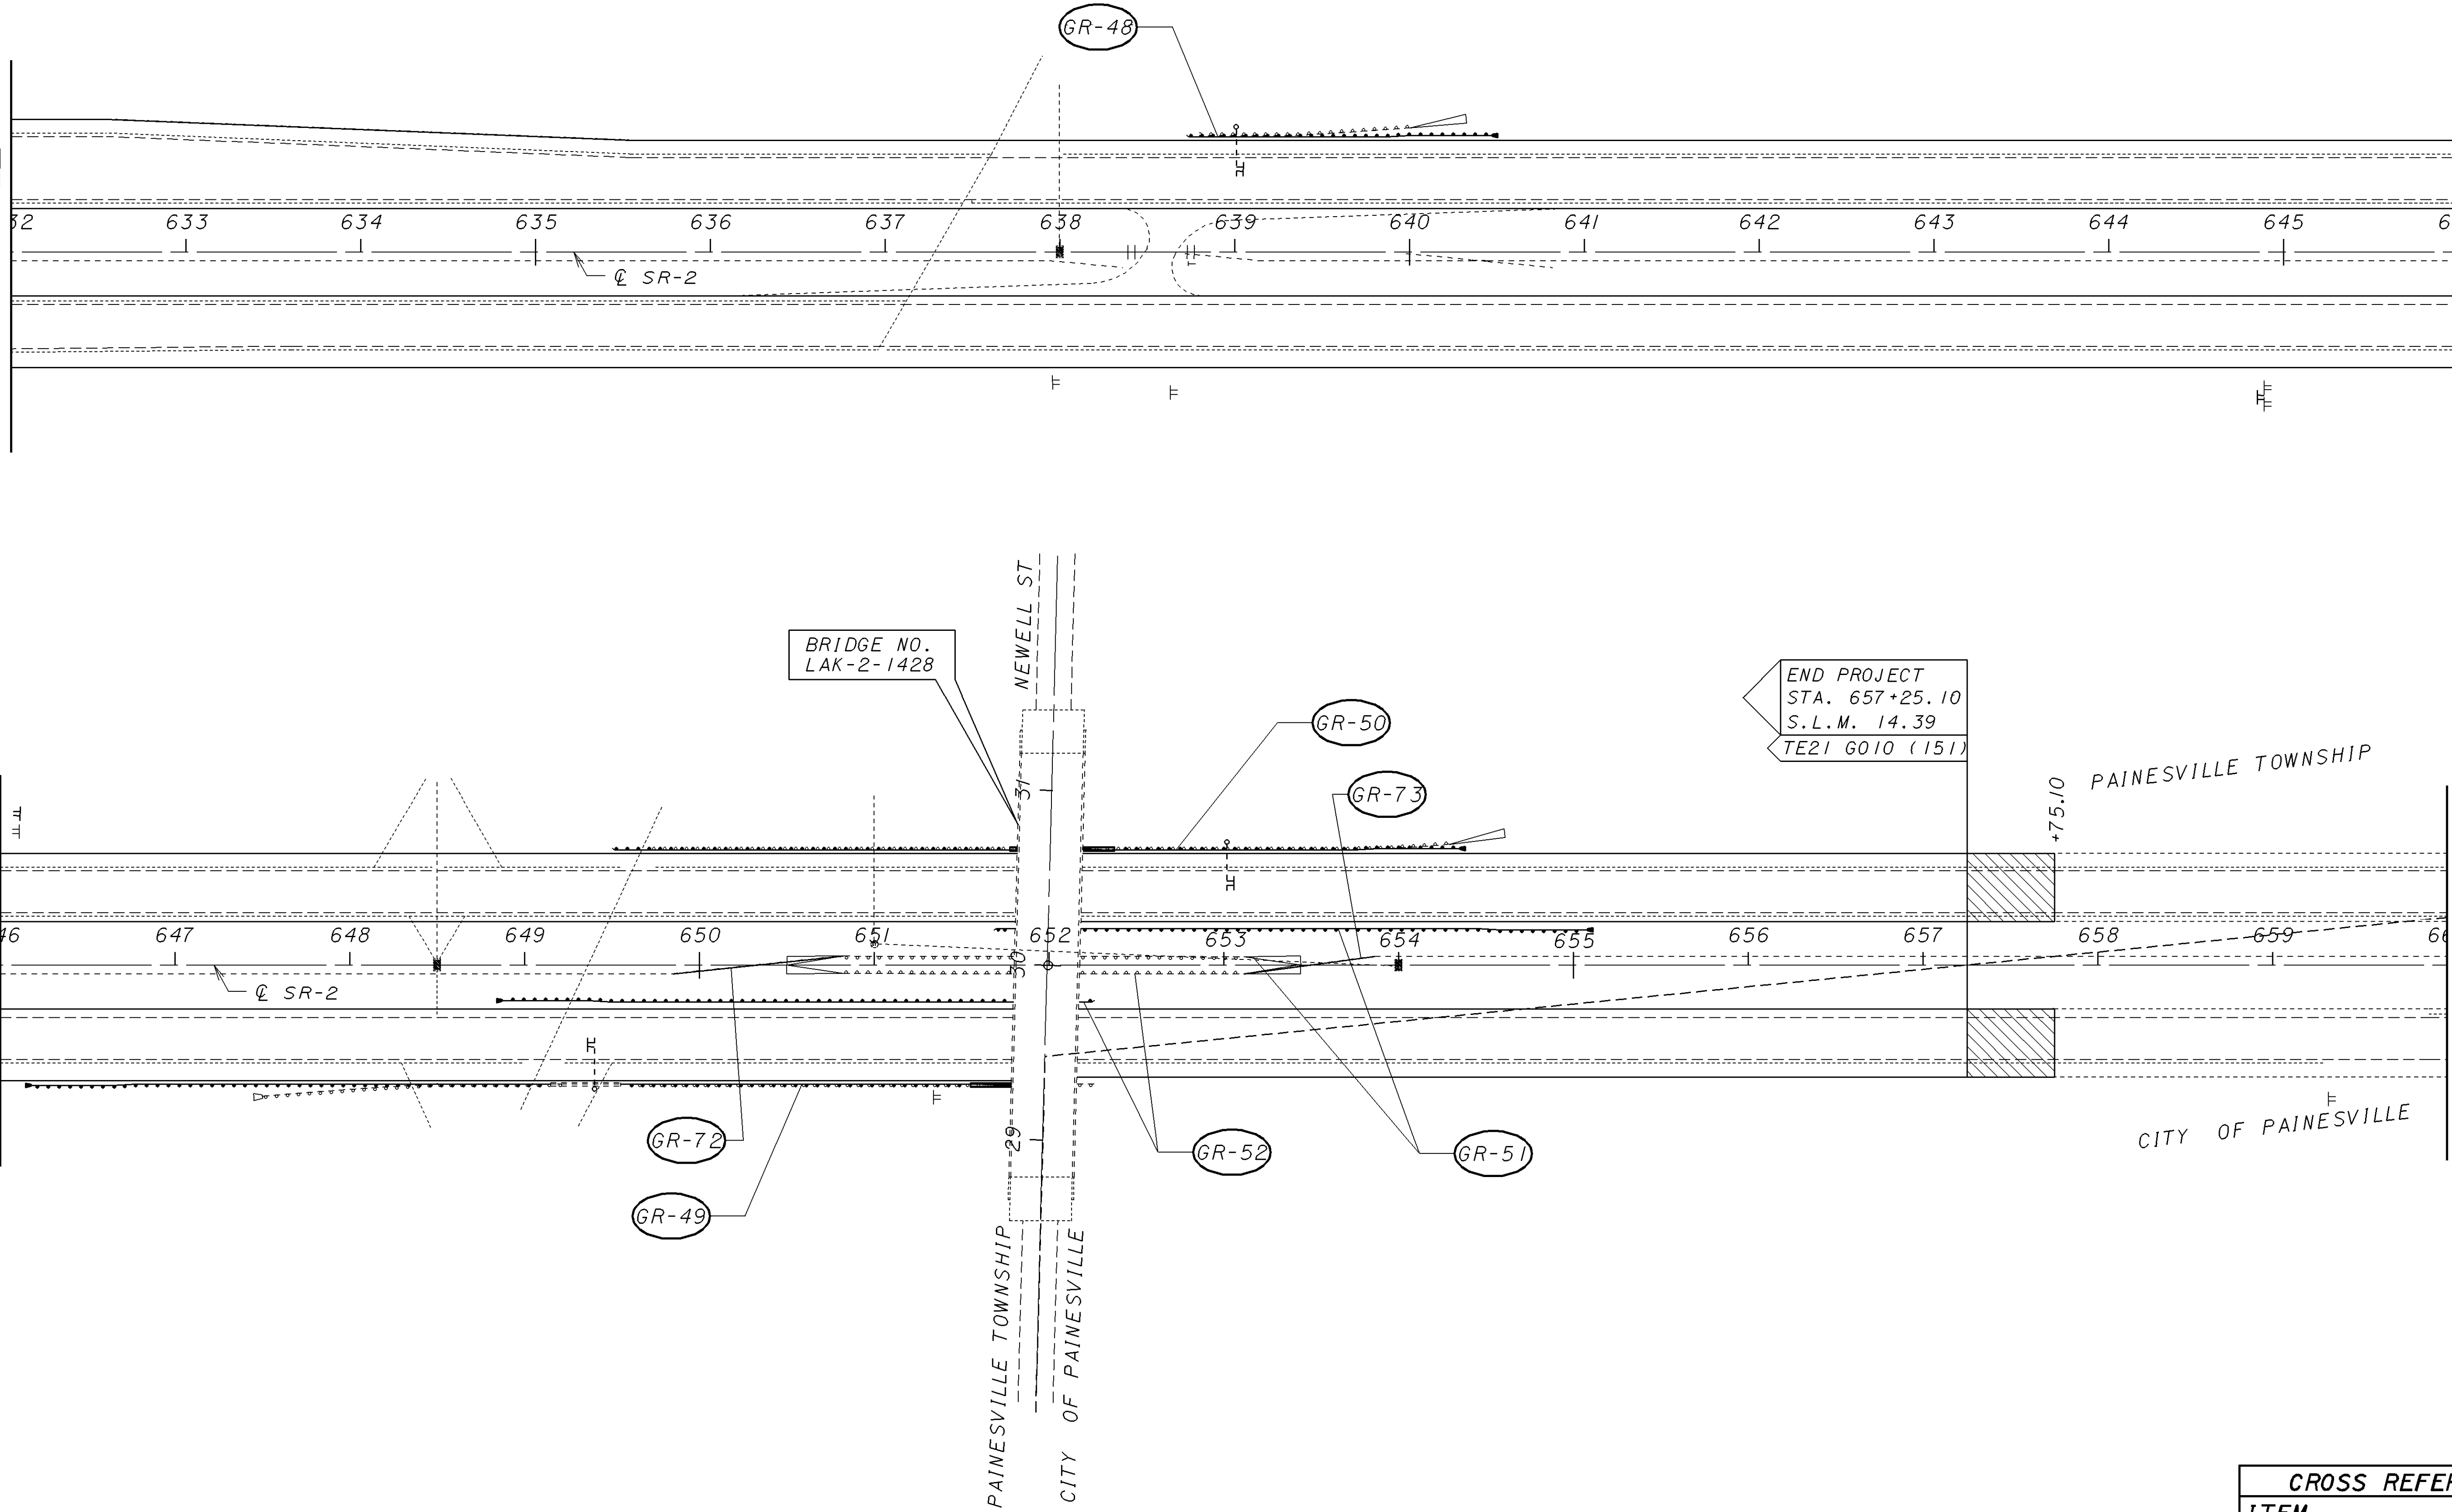 GR-48
632 633 634 635 636 637 638 639 640 641 642 643 644 645
℄ SR-2
NEWELL ST
BRIDGE NO.
LAK-2-1428
END PROJECT
STA. 657+25.10
S.L.M. 14.39
TE21 G010 (151)
GR-50
GR-73
PAINESVILLE TOWNSHIP
+75.10
31
647 648 649 650 651 652 653 654 655 656 657 658 659
30
℄ SR-2
29
GR-72
GR-52
GR-51
GR-49
CITY OF PAINESVILLE
PAINESVILLE TOWNSHIP
CITY OF PAINESVILLE
CROSS
ITEM